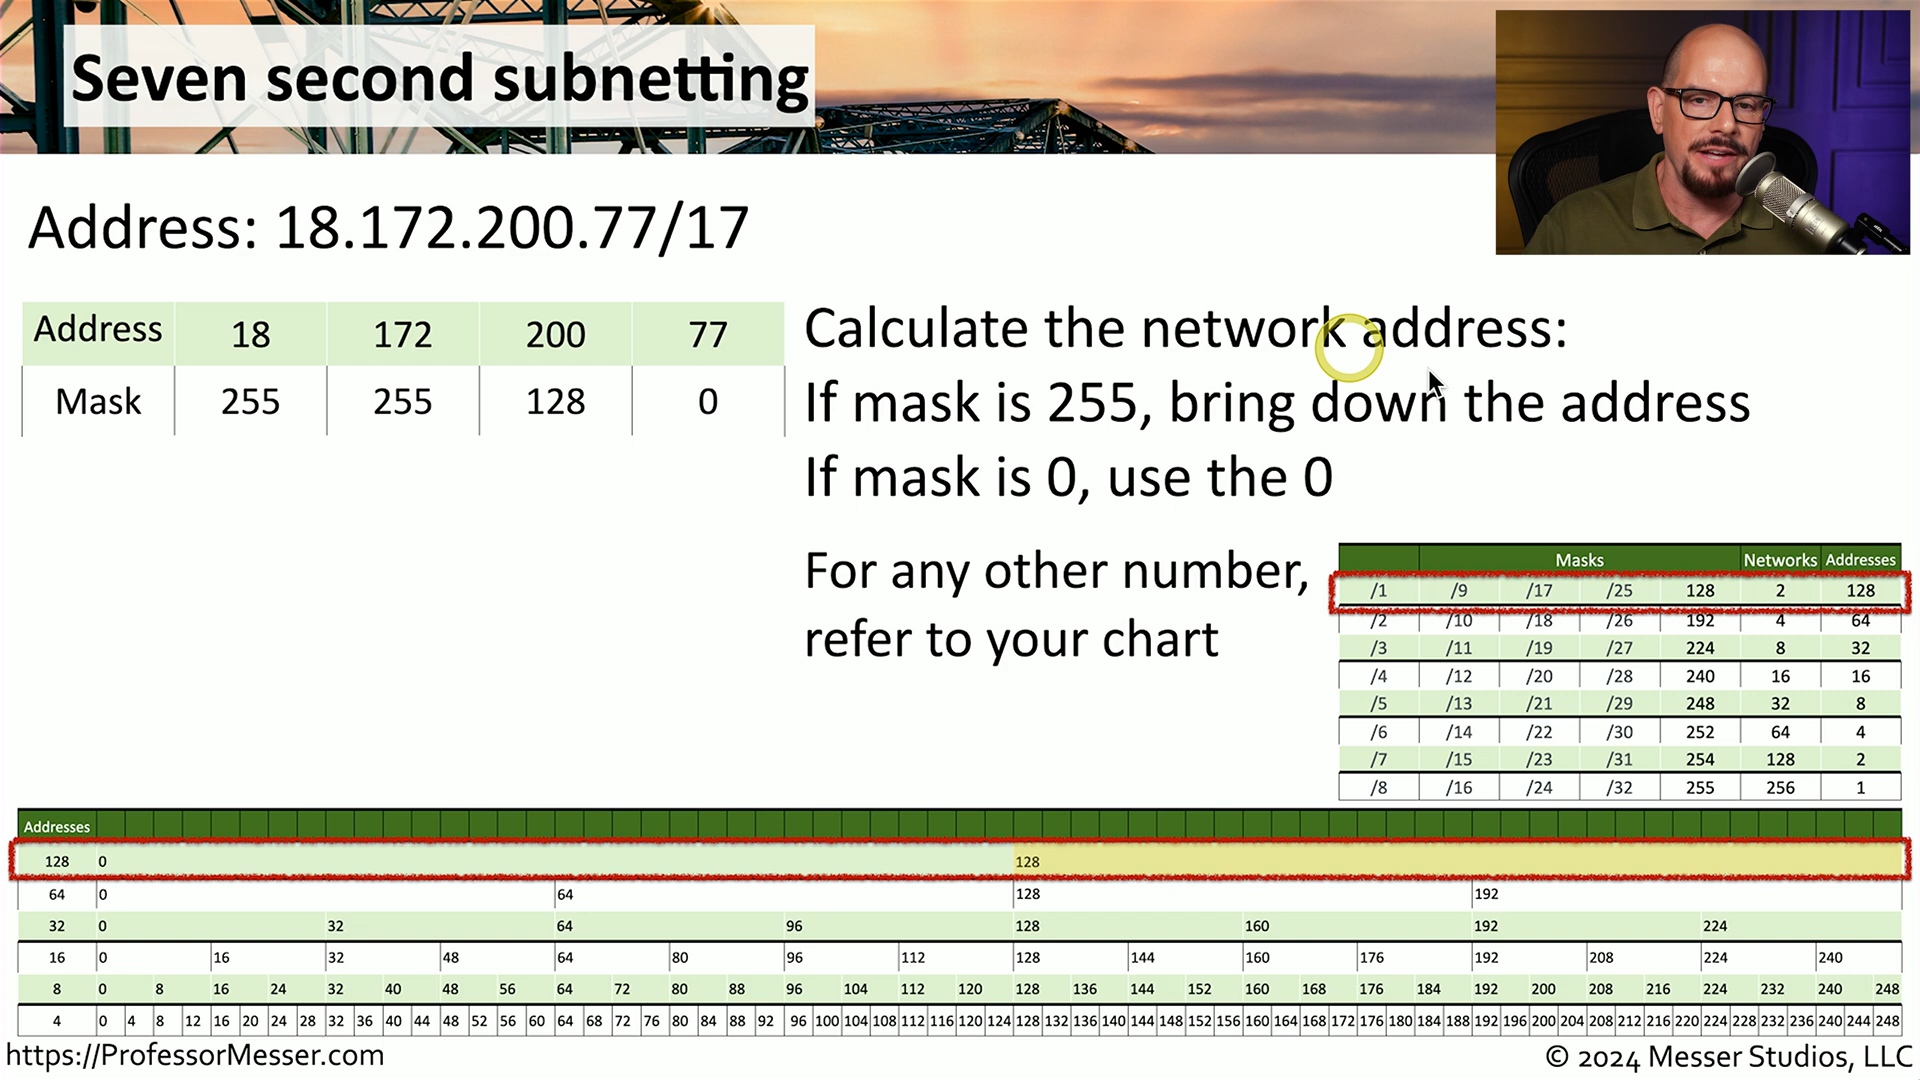 Seven second subnetting
Address: 18.172.200.77/17
Address 18 172 200 77
Mask 255 255 128 0
Calculate the network address:
If mask is 255, bring down the address
If mask is 0, use the 0
For any other number,
refer to your chart
Masks Networks Addresses
/1 /9 /17 /25 128 2 128
/2 /10 /18 /26 192 4 64
/3 /11 /19 /27 224 8 32
/4 /12 /20 /28 240 16 16
/5 /13 /21 /29 248 32 8
/6 /14 /22 /30 252 64 4
/7 /15 /23 /31 254 128 2
/8 /16 /24 /32 255 256 1
Addresses
128 0 128
64 0 64 128 192
32 0 32 64 96 128 160 192 224
16 0 16 32 48 64 80 96 112 128 144 160 176 192 208 224 240
8 0 8 16 24 32 40 48 56 64 72 80 88 96 104 112 120 128 136 144 152 160 168 176 184 192 200 208 216 224 232 240 248
4 0 4 8 12 16 20 24 28 32 36 40 44 48 52 56 60 64 68 72 76 80 84 88 92 96 100 104 108 112 116 120 124 128 132 136 140 144 148 152 156 160 164 168 172 176 180 184 188 192 196 200 204 208 212 216 220 224 228 232 236 240 244 248
https://ProfessorMesser.com
© 2024 Messer Studios, LLC